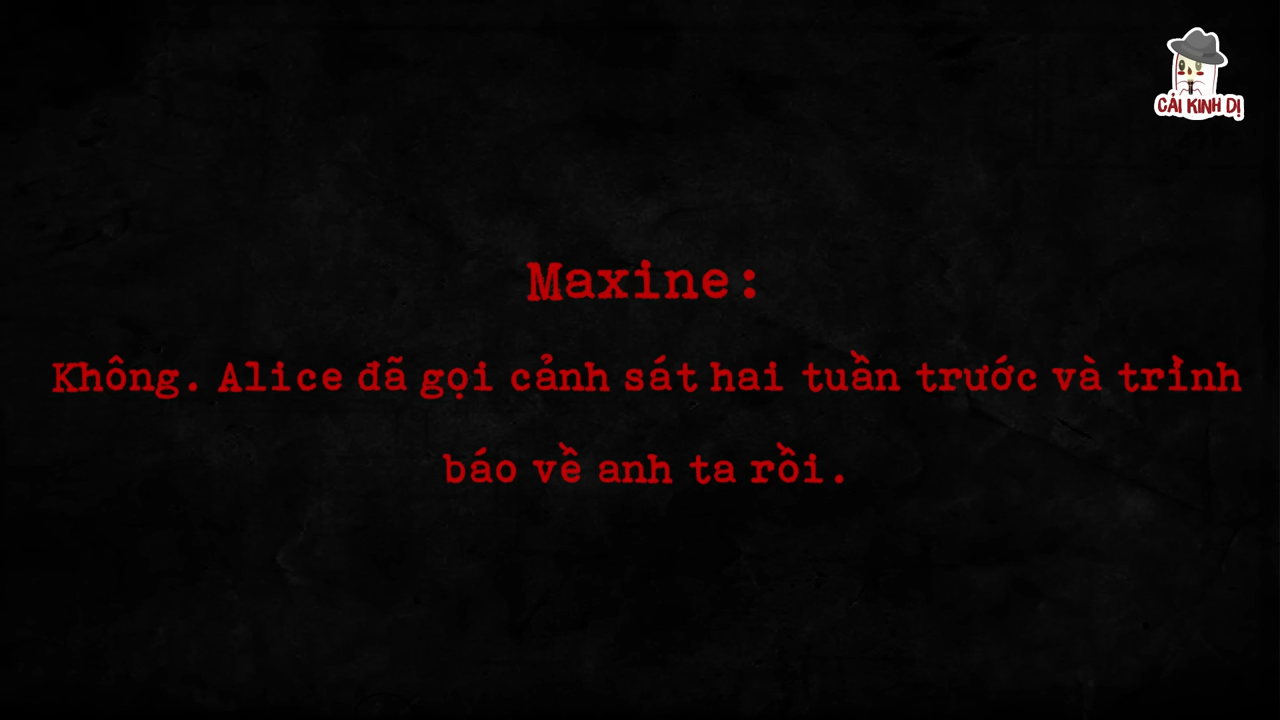 CẢI KINH DỊ
Maxine:
Không. Alice đã gọi cảnh sát hai tuần trước và trình
báo về anh ta rồi.